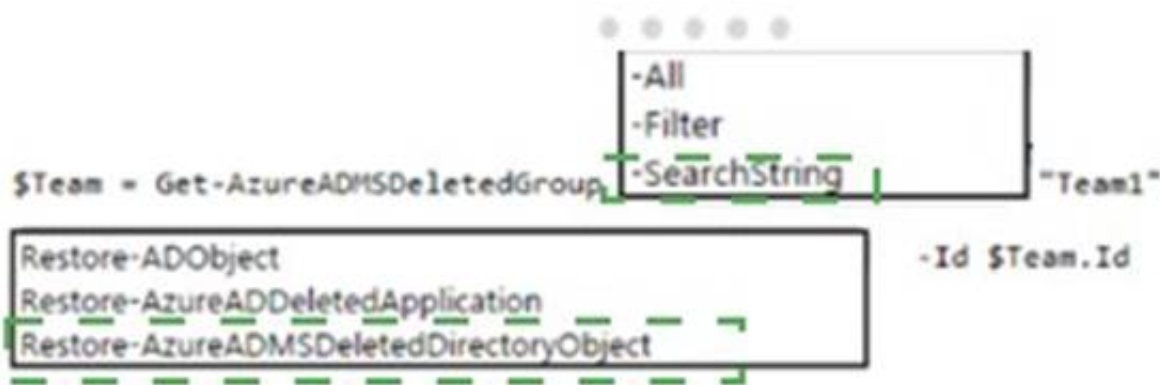 -All
-Filter
-SearchString
$Team = Get-AzureADMSDeletedGroup
"Team1"
Restore-ADObject
Restore-AzureADDeletedApplication
Restore-AzureADMSDeletedDirectoryObject
-Id $Team.Id